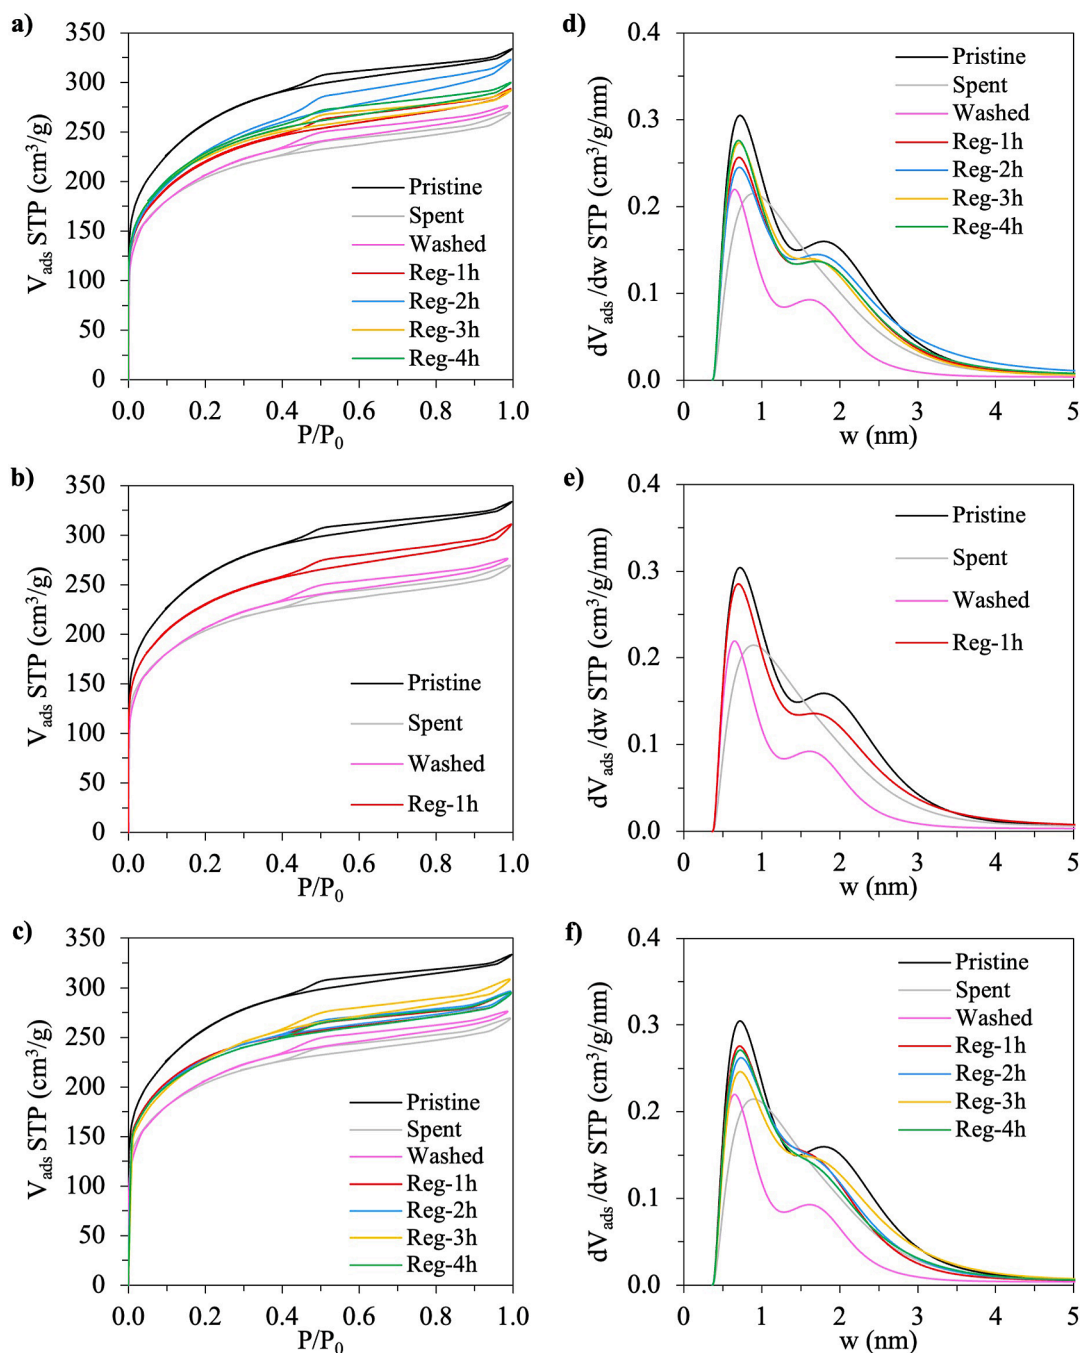 a)
350
300
250
200
150
100
50
0
V_ads STP (cm³/g)
Pristine
Spent
Washed
Reg-1h
Reg-2h
Reg-3h
Reg-4h
0.0 0.2 0.4 0.6 0.8 1.0
P/P₀
d)
0.4
0.3
0.2
0.1
0.0
dV_ads/dw STP (cm³/g/nm)
Pristine
Spent
Washed
Reg-1h
Reg-2h
Reg-3h
Reg-4h
0 1 2 3 4 5
w (nm)
b)
350
300
250
200
150
100
50
0
V_ads STP (cm³/g)
Pristine
Spent
Washed
Reg-1h
0.0 0.2 0.4 0.6 0.8 1.0
P/P₀
e)
0.4
0.3
0.2
0.1
0.0
dV_ads/dw STP (cm³/g/nm)
Pristine
Spent
Washed
Reg-1h
0 1 2 3 4 5
w (nm)
c)
350
300
250
200
150
100
50
0
V_ads STP (cm³/g)
Pristine
Spent
Washed
Reg-1h
Reg-2h
Reg-3h
Reg-4h
0.0 0.2 0.4 0.6 0.8 1.0
P/P₀
f)
0.4
0.3
0.2
0.1
0.0
dV_ads/dw STP (cm³/g/nm)
Pristine
Spent
Washed
Reg-1h
Reg-2h
Reg-3h
Reg-4h
0 1 2 3 4 5
w (nm)